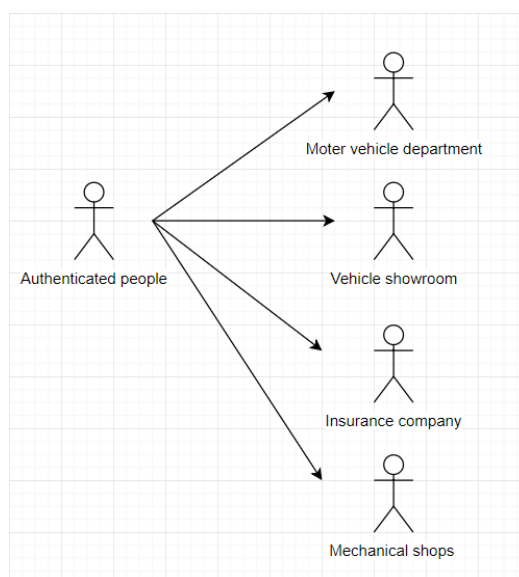 Moter vehicle department
Authenticated people
Vehicle showroom
Insurance company
Mechanical shops